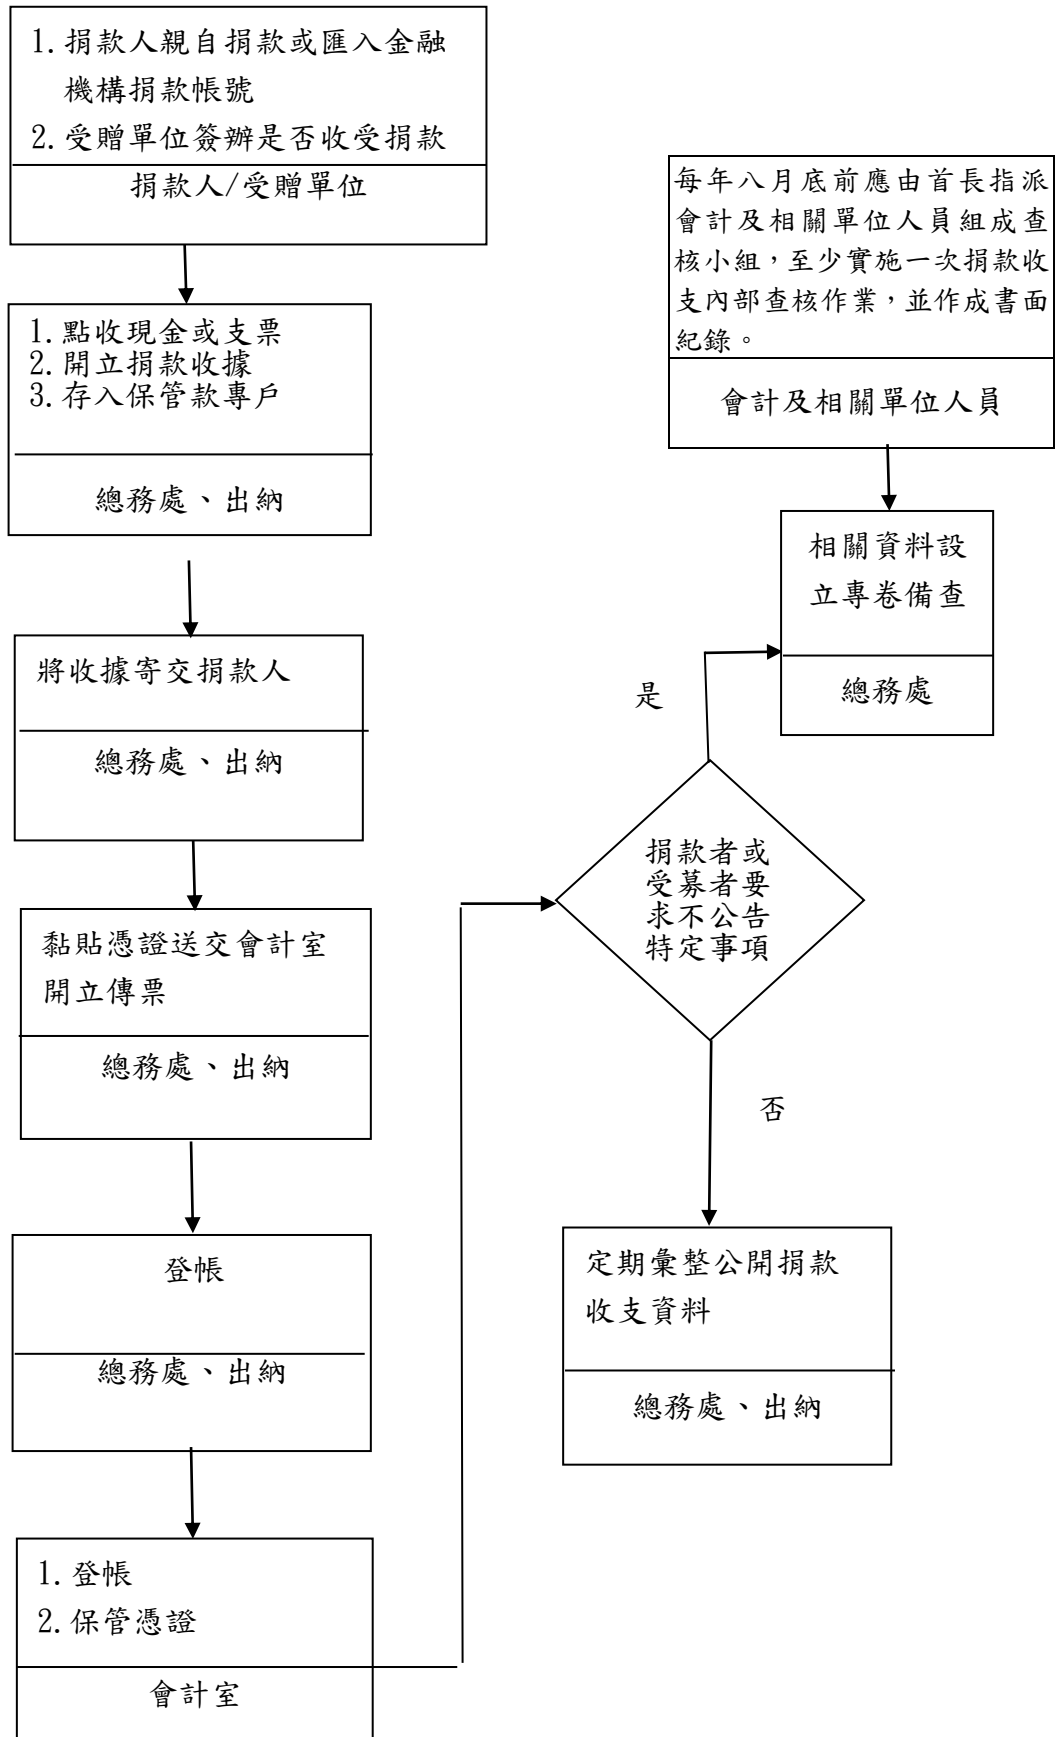 1. 捐款人親自捐款或匯入金融
機構捐款帳號
2. 受贈單位簽辦是否收受捐款
捐款人/受贈單位
1. 點收現金或支票
2. 開立捐款收據
3. 存入保管款專戶
總務處、出納
將收據寄交捐款人
總務處、出納
黏貼憑證送交會計室
開立傳票
總務處、出納
登帳
總務處、出納
1. 登帳
2. 保管憑證
會計室
每年八月底前應由首長指派
會計及相關單位人員組成查
核小組，至少實施一次捐款收
支內部查核作業，並作成書面
紀錄。
會計及相關單位人員
相關資料設
立專卷備查
總務處
是
捐款者或
受募者要
求不公告
特定事項
否
定期彙整公開捐款
收支資料
總務處、出納